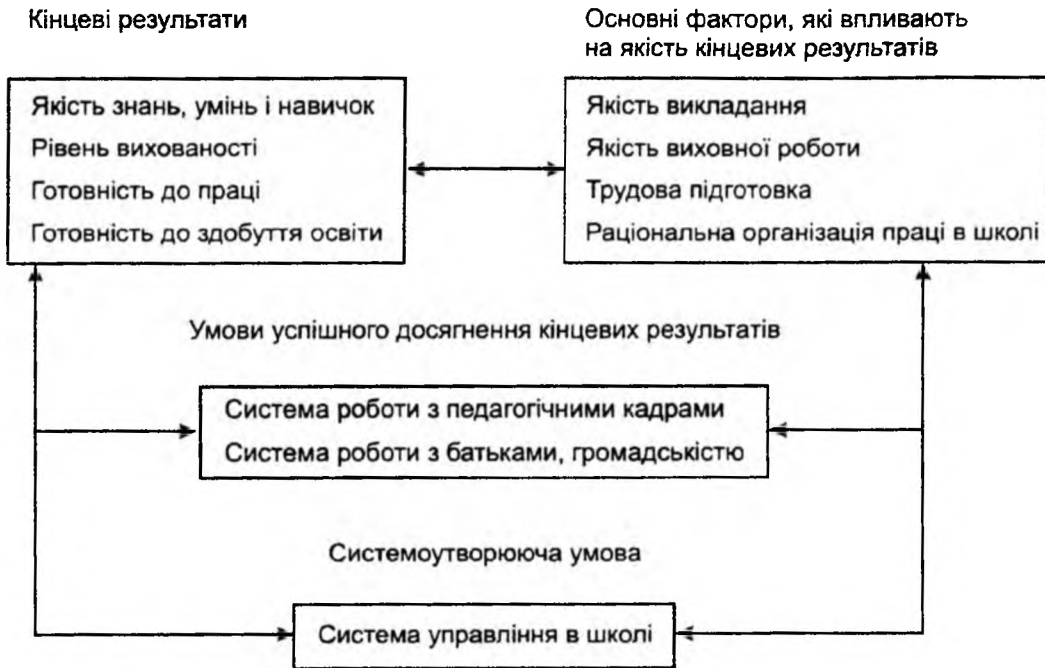 Кінцеві результати
Основні фактори, які впливають
на якість кінцевих результатів
Якість знань, умінь і навичок
Рівень вихованості
Готовність до праці
Готовність до здобуття освіти
Якість викладання
Якість виховної роботи
Трудова підготовка
Раціональна організація праці в школі
Умови успішного досягнення кінцевих результатів
Система роботи з педагогічними кадрами
Система роботи з батьками, громадськістю
Системоутворююча умова
Система управління в школі